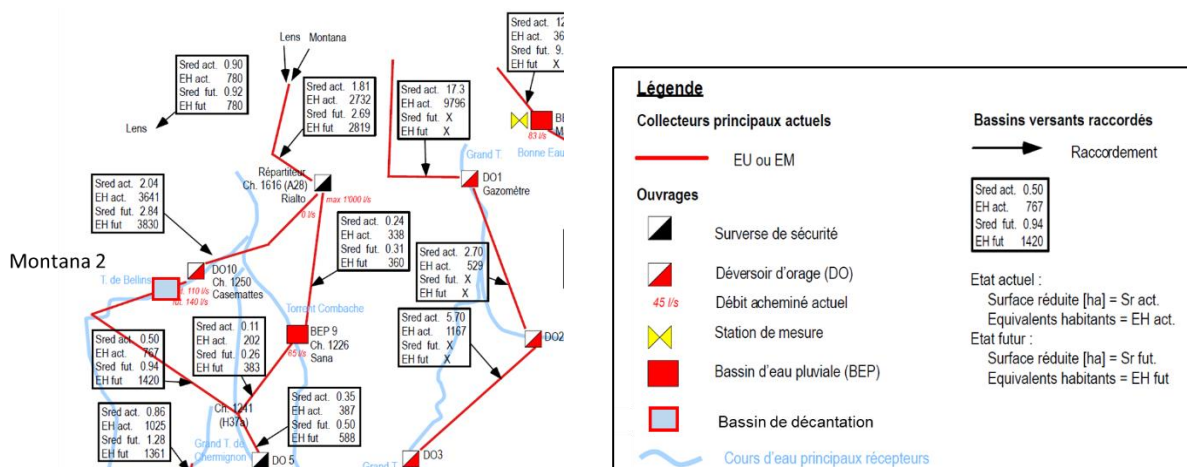 Sred act. 0.90
EH act. 780
Sred fut. 0.92
EH fut 780
Lens
Lens Montana
Sred act. 1.81
EH act. 2732
Sred fut. 2.69
EH fut 2819
Sred act. 17.3
EH act. 9796
Sred fut. X
EH fut X
Sred act. 12
EH act. 36
Sred fut. 9.
EH fut X
83 l/s
Bonne Eau
Grand T.
DO1
Gazomètre
Répartiteur
Ch. 1616 (A28)
Rialto
0 l/s
max 1'000 l/s
Sred act. 2.04
EH act. 3641
Sred fut. 2.84
EH fut 3830
Montana 2
T. de Bellins
DO10
Ch. 1250
Casemattes
110 l/s
fut. 140 l/s
Sred act. 0.24
EH act. 338
Sred fut. 0.31
EH fut 360
Sred act. 2.70
EH act. 529
Sred fut. X
EH fut X
Torrent Combache
BEP 9
Ch. 1226
Sana
65 l/s
Sred act. 5.70
EH act. 1167
Sred fut. X
EH fut X
DO2
Sred act. 0.50
EH act. 767
Sred fut. 0.94
EH fut 1420
Sred act. 0.11
EH act. 202
Sred fut. 0.26
EH fut 383
Sred act. 0.86
EH act. 1025
Sred fut. 1.28
EH fut 1361
Ch. 1241
(H37a)
Grand T. de
Chermignon
DO 5
Sred act. 0.35
EH act. 387
Sred fut. 0.50
EH fut 588
Grand T.
DO3
Légende
Collecteurs principaux actuels
EU ou EM
Ouvrages
Surverse de sécurité
Déversoir d'orage (DO)
45 l/s Débit acheminé actuel
Station de mesure
Bassin d'eau pluviale (BEP)
Bassin de décantation
Cours d'eau principaux récepteurs
Bassins versants raccordés
Raccordement
Sred act. 0.50
EH act. 767
Sred fut. 0.94
EH fut 1420
Etat actuel :
Surface réduite [ha] = Sr act.
Equivalents habitants = EH act.
Etat futur :
Surface réduite [ha] = Sr fut.
Equivalents habitants = EH fut